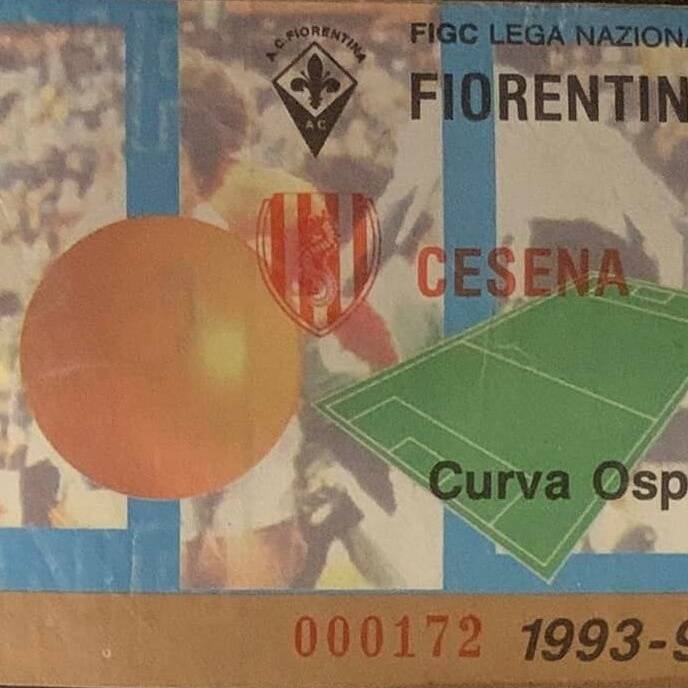 A.C. FIORENTINA
AC
FIGC LEGA NAZIONA
FIORENTIN
CESENA
Curva Osp
000172 1993-9